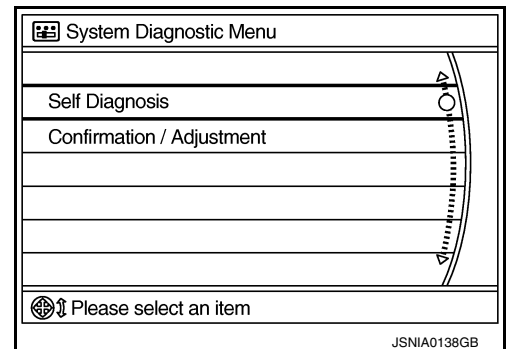 System Diagnostic Menu
Self Diagnosis
Confirmation / Adjustment
Please select an item
JSNIA0138GB